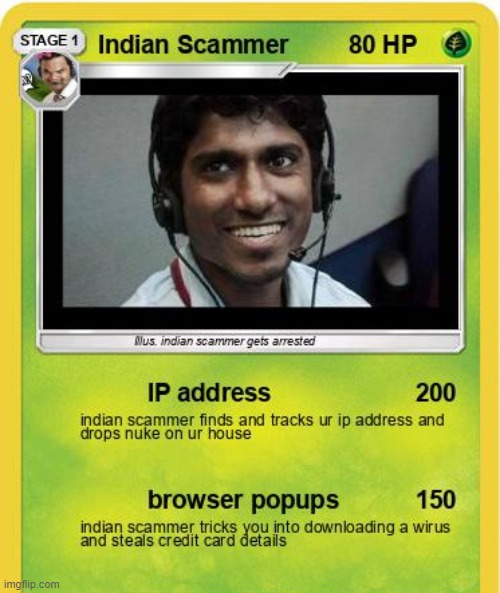 STAGE 1 Indian Scammer 80 HP
Illus. indian scammer gets arrested
IP address 200
indian scammer finds and tracks ur ip address and
drops nuke on ur house
browser popups 150
indian scammer tricks you into downloading a wirus
and steals credit card details
imgflip.com